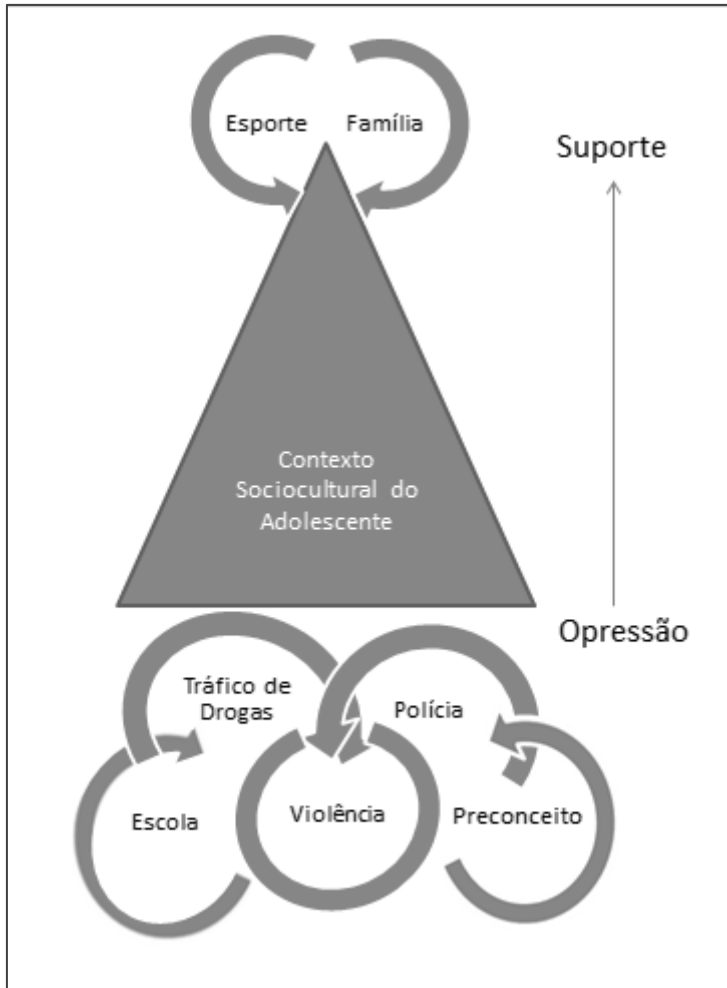 Esporte
Família
Suporte
Contexto
Sociocultural do
Adolescente
Opressão
Tráfico de
Drogas
Polícia
Escola
Violência
Preconceito